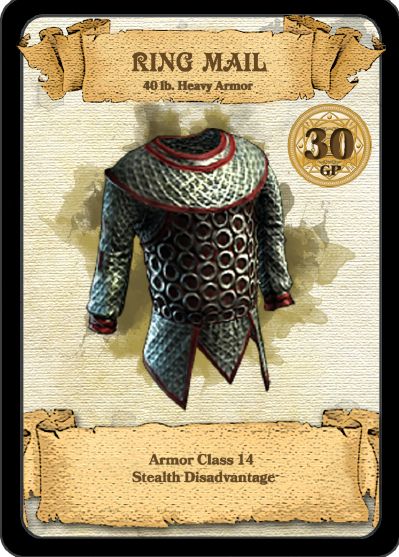 RING MAIL
40 lb. Heavy Armor
30
GP
Armor Class 14
Stealth Disadvantage